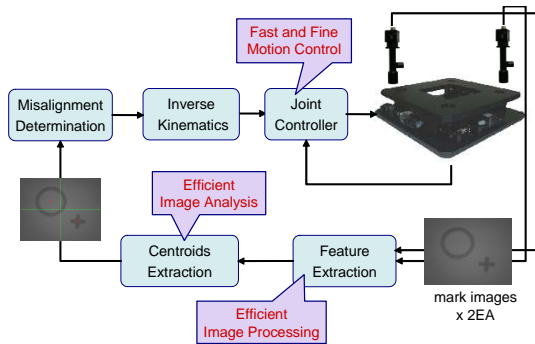 Fast and Fine
Motion Control
Misalignment
Determination
Inverse
Kinematics
Joint
Controller
Efficient
Image Analysis
Centroids
Extraction
Feature
Extraction
Efficient
Image Processing
mark images
x 2EA